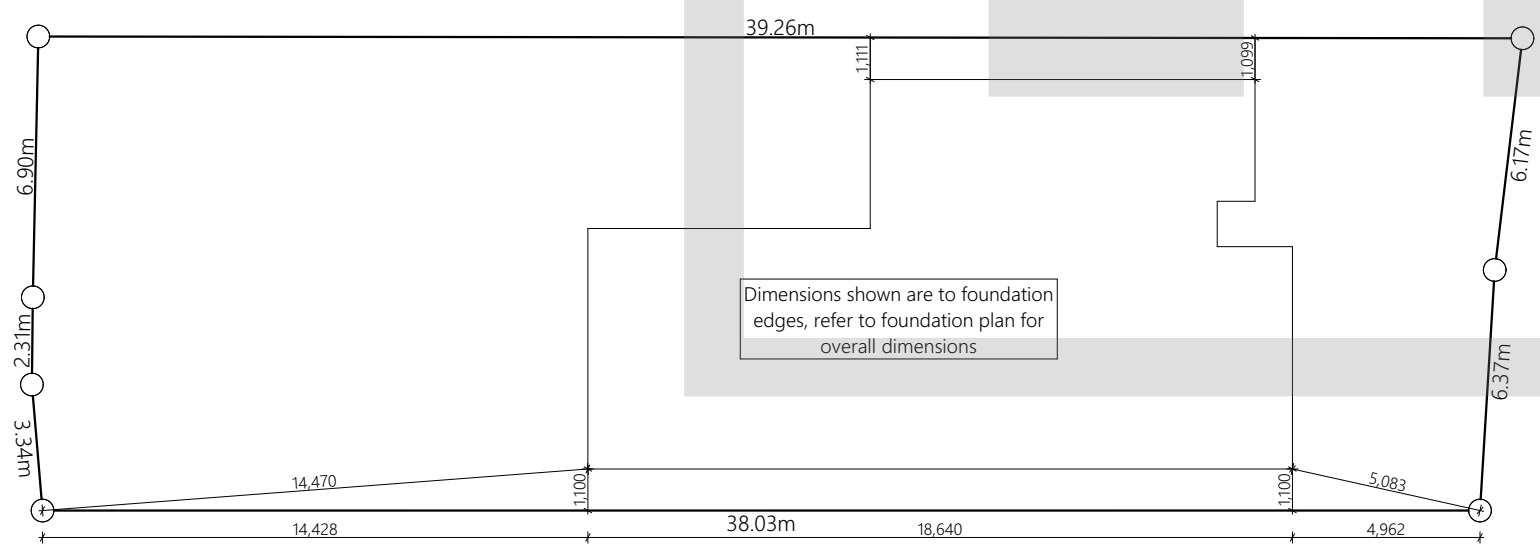 39.26m
1,111
1,099
6.90m
6.17m
2.31m
Dimensions shown are to foundation
edges, refer to foundation plan for
overall dimensions
6.37m
3.34m
14,470
1,100
1,100
5,083
14,428
38.03m
18,640
4,962